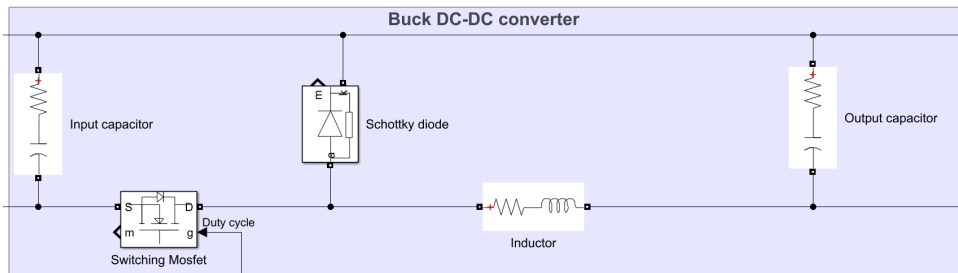 Buck DC-DC converter
+
+
m
k
Input capacitor
Schottky diode
Output capacitor
a
S
D
Duty cycle
+
m
g
Switching Mosfet
Inductor